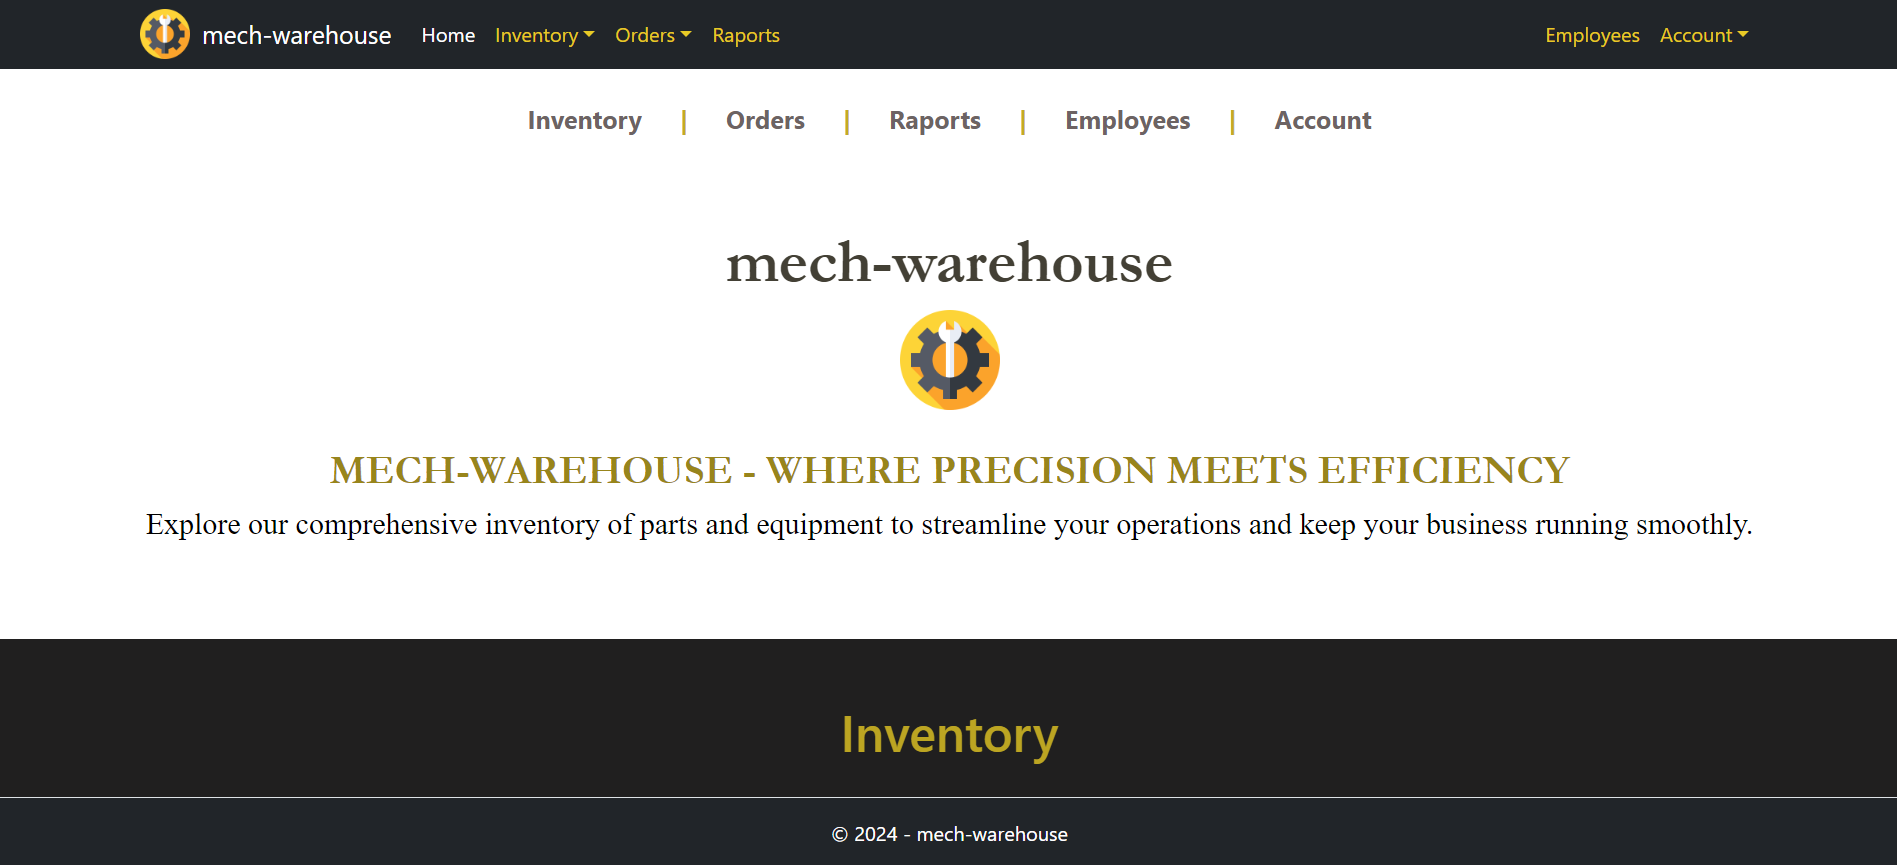 mech-warehouse Home Inventory Orders Raports Employees Account
Inventory | Orders | Raports | Employees | Account
mech-warehouse
MECH-WAREHOUSE - WHERE PRECISION MEETS EFFICIENCY
Explore our comprehensive inventory of parts and equipment to streamline your operations and keep your business running smoothly.
Inventory
© 2024 - mech-warehouse